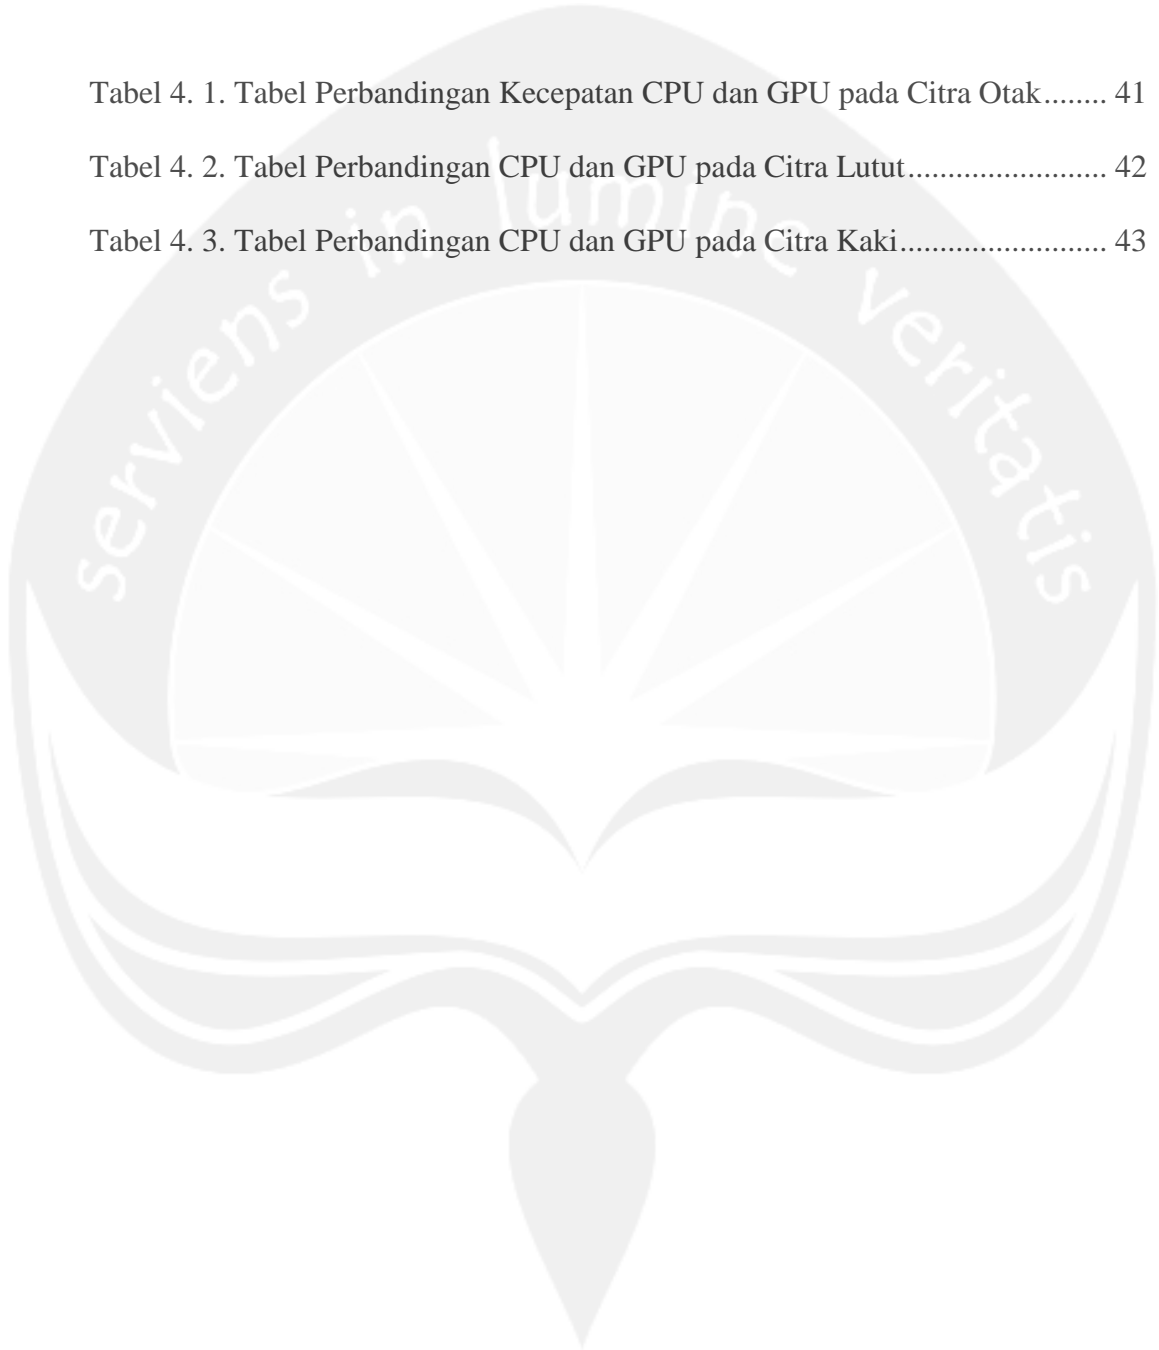 Tabel 4. 1. Tabel Perbandingan Kecepatan CPU dan GPU pada Citra Otak........ 41
Tabel 4. 2. Tabel Perbandingan CPU dan GPU pada Citra Lutut........................ 42
Tabel 4. 3. Tabel Perbandingan CPU dan GPU pada Citra Kaki......................... 43
serviens in lumine veritatis